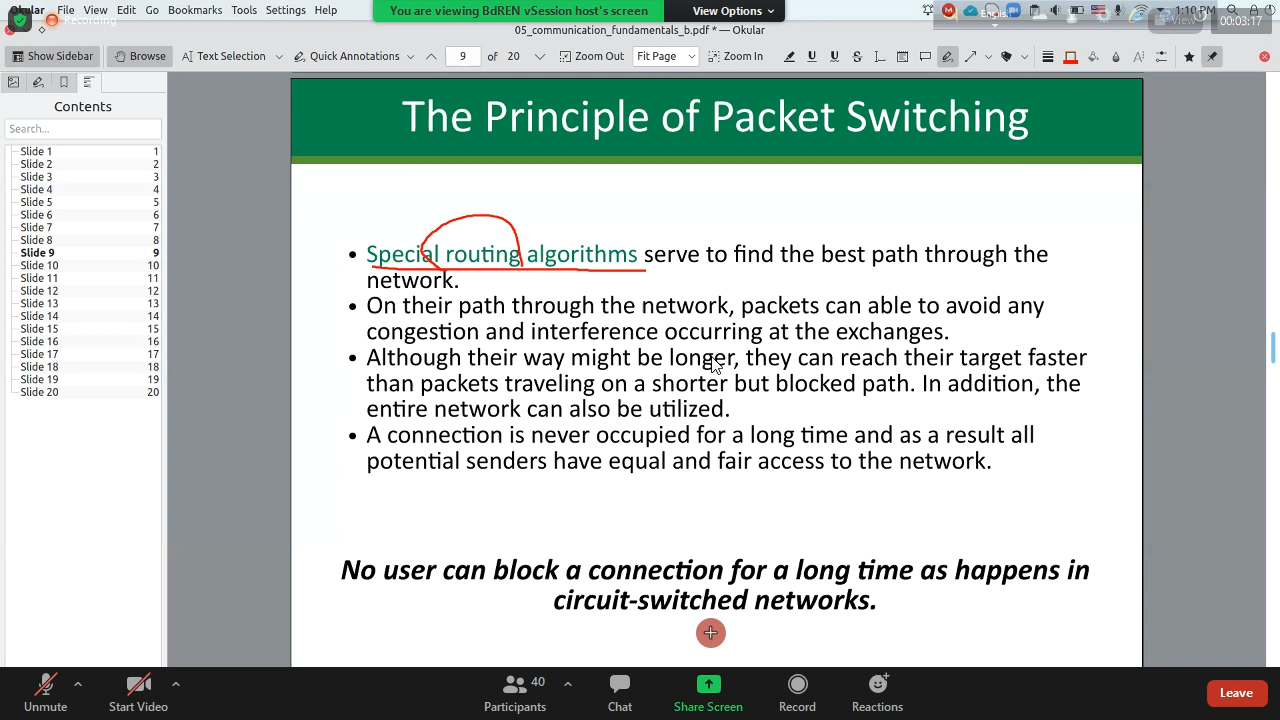 Okular File View Edit Go Bookmarks Tools Settings Help
You are viewing BdREN vSession host's screen View Options
1:10 PM
Recording
View
00:03:17
05_communication_fundamentals_b.pdf * — Okular
Show Sidebar Browse Text Selection Quick Annotations 9 of 20 Zoom Out Fit Page Zoom In
Contents
Search...
Slide 1 1
Slide 2 2
Slide 3 3
Slide 4 4
Slide 5 5
Slide 6 6
Slide 7 7
Slide 8 8
Slide 9 9
Slide 10 10
Slide 11 11
Slide 12 12
Slide 13 13
Slide 14 14
Slide 15 15
Slide 16 16
Slide 17 17
Slide 18 18
Slide 19 19
Slide 20 20
The Principle of Packet Switching
• Special routing algorithms serve to find the best path through the
network.
• On their path through the network, packets can able to avoid any
congestion and interference occurring at the exchanges.
• Although their way might be longer, they can reach their target faster
than packets traveling on a shorter but blocked path. In addition, the
entire network can also be utilized.
• A connection is never occupied for a long time and as a result all
potential senders have equal and fair access to the network.
No user can block a connection for a long time as happens in
circuit-switched networks.
Unmute Start Video Participants 40 Chat Share Screen Record Reactions Leave